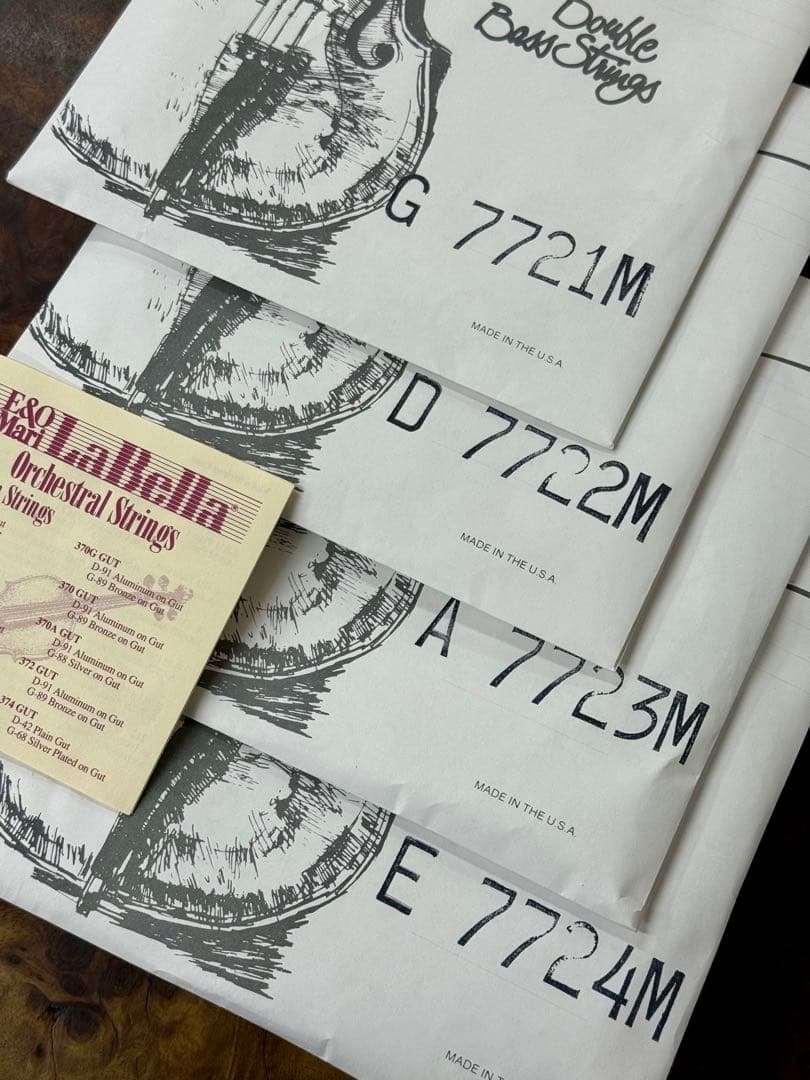 Double
Bass Strings
G 7721M
MADE IN THE U.S.A.
D 7722M
MADE IN THE U.S.A.
A 7723M
MADE IN THE U.S.A.
E 7724M
MADE IN THE U.S.
E&O
Mari LaBella®
Orchestral Strings
Strings
370G GUT
D-91 Aluminum on Gut
G-89 Bronze on Gut
370 GUT
D-91 Aluminum on Gut
G-89 Bronze on Gut
370A GUT
D-91 Aluminum on Gut
G-88 Silver on Gut
372 GUT
D-91 Aluminum on Gut
G-89 Bronze on Gut
374 GUT
D-42 Plain Gut
G-68 Silver Plated on Gut